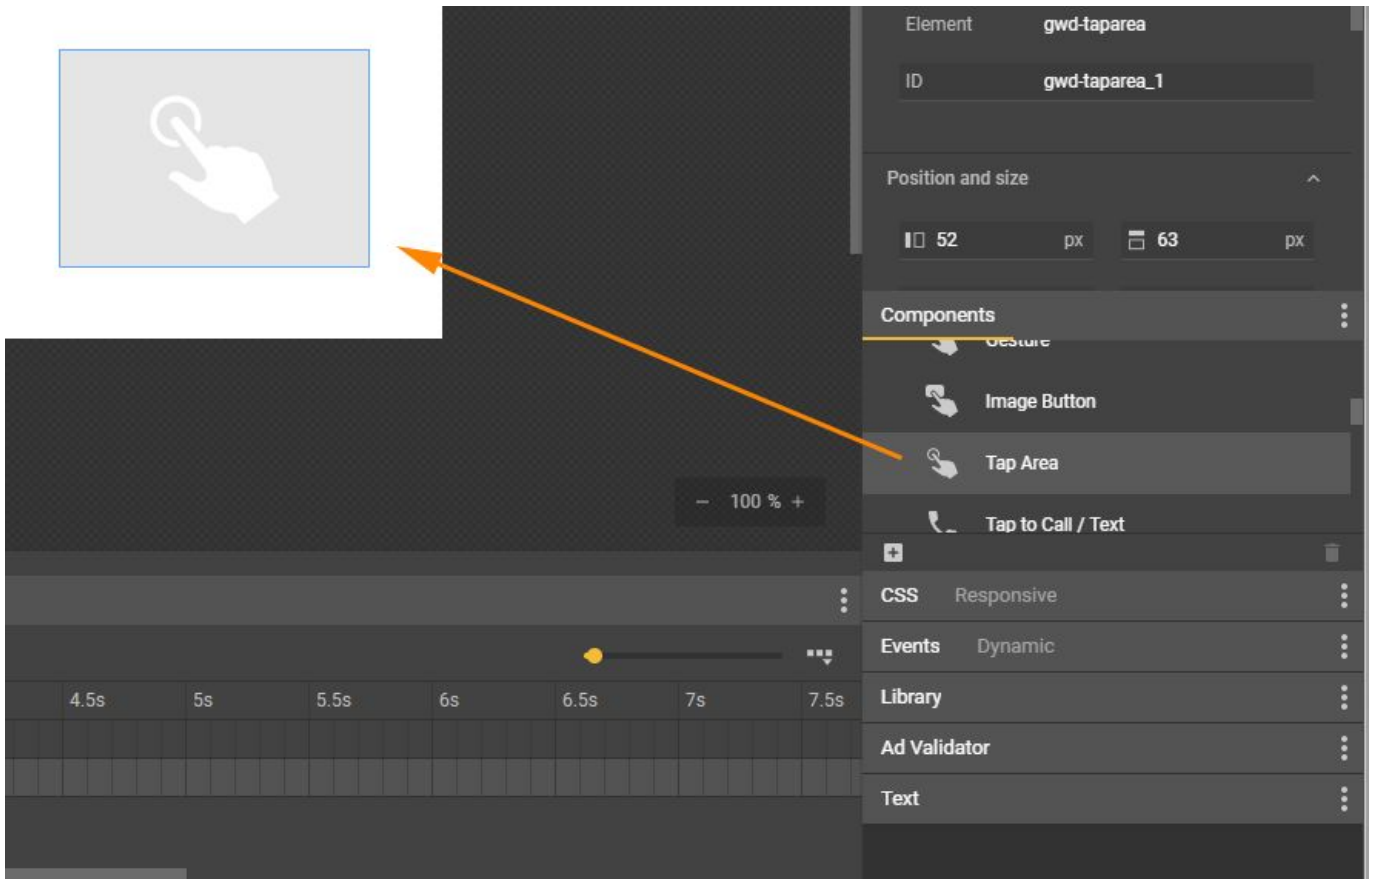 Element gwd-taparea
ID gwd-taparea_1
Position and size
52 px 63 px
Components
Gesture
Image Button
Tap Area
100 % +
Tap to Call / Text
CSS Responsive
Events Dynamic
4.5s 5s 5.5s 6s 6.5s 7s 7.5s
Library
Ad Validator
Text